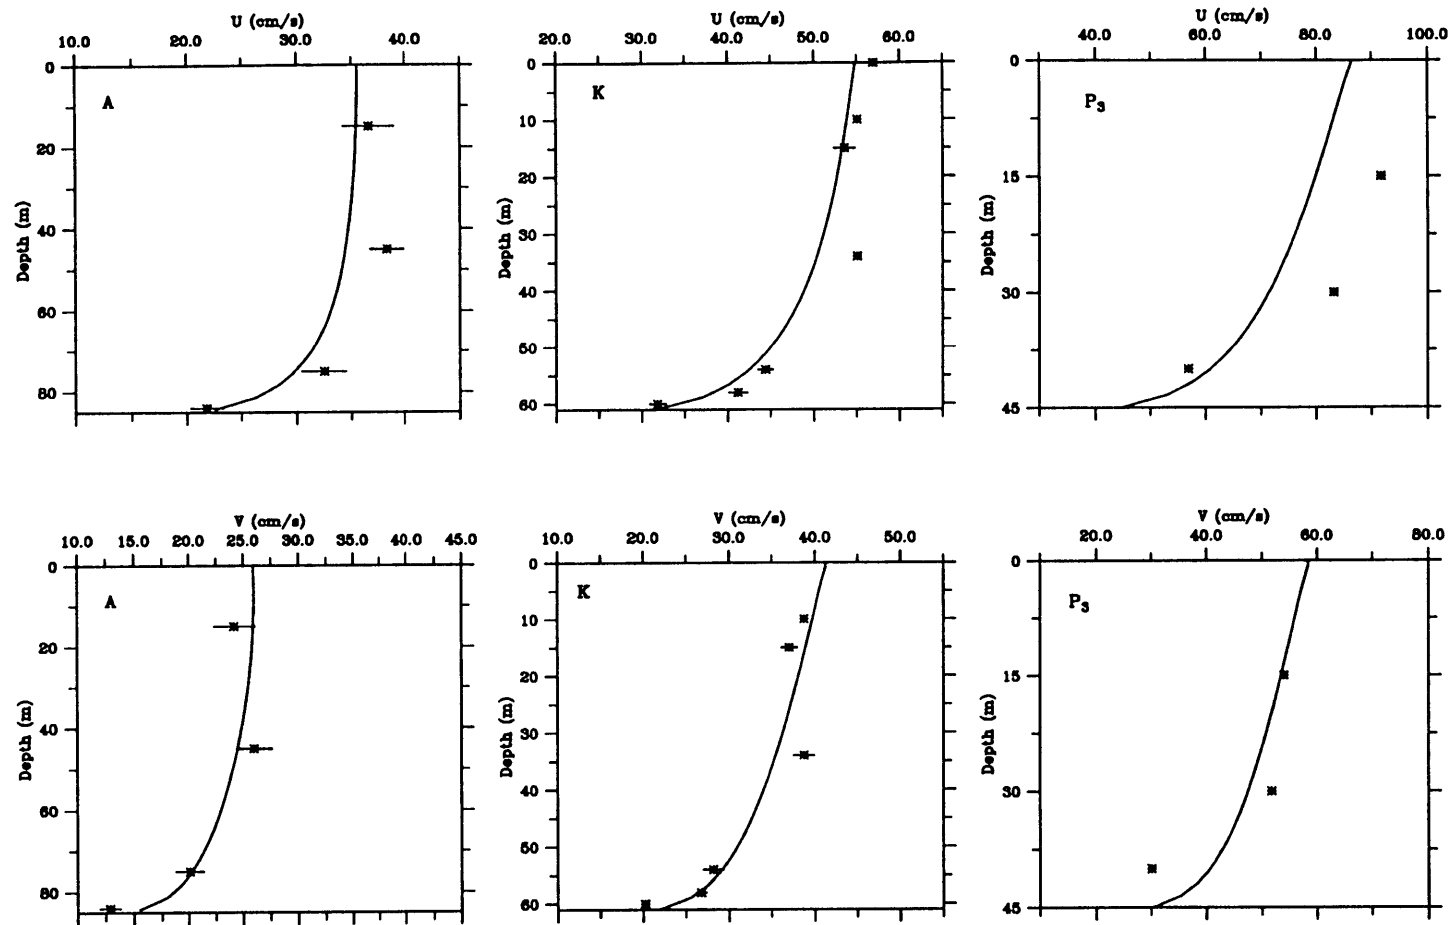 U (cm/s)
10.0 20.0 30.0 40.0
0
20
40
60
80
Depth (m)
A
U (cm/s)
20.0 30.0 40.0 50.0 60.0
0
10
20
30
40
50
60
Depth (m)
K
U (cm/s)
40.0 60.0 80.0 100.0
0
15
30
45
Depth (m)
P3
V (cm/s)
10.0 15.0 20.0 25.0 30.0 35.0 40.0 45.0
0
20
40
60
80
Depth (m)
A
V (cm/s)
10.0 20.0 30.0 40.0 50.0
0
10
20
30
40
50
60
Depth (m)
K
V (cm/s)
20.0 40.0 60.0 80.0
0
15
30
45
Depth (m)
P3